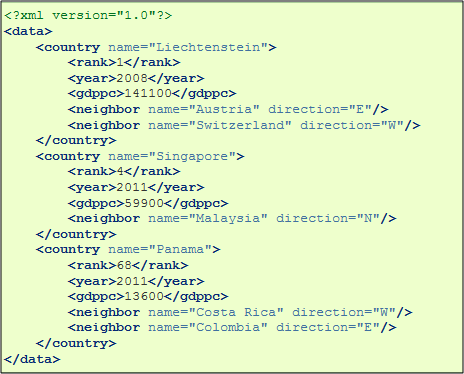 <?xml version="1.0"?>
<data>
    <country name="Liechtenstein">
        <rank>1</rank>
        <year>2008</year>
        <gdppc>141100</gdppc>
        <neighbor name="Austria" direction="E"/>
        <neighbor name="Switzerland" direction="W"/>
    </country>
    <country name="Singapore">
        <rank>4</rank>
        <year>2011</year>
        <gdppc>59900</gdppc>
        <neighbor name="Malaysia" direction="N"/>
    </country>
    <country name="Panama">
        <rank>68</rank>
        <year>2011</year>
        <gdppc>13600</gdppc>
        <neighbor name="Costa Rica" direction="W"/>
        <neighbor name="Colombia" direction="E"/>
    </country>
</data>